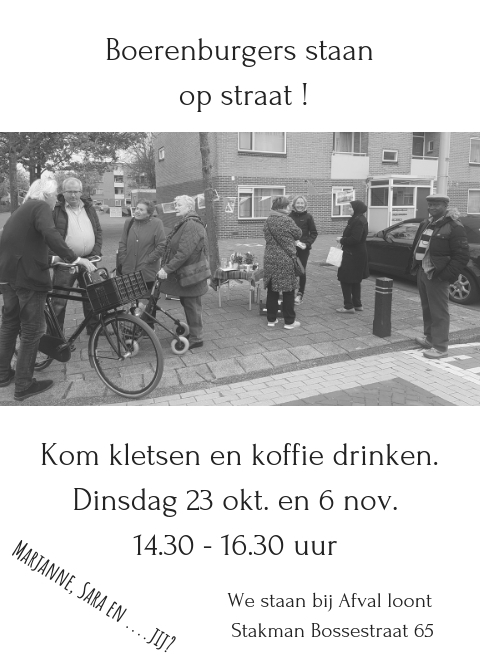 Boerenburgers staan
op straat !
Kom kletsen en koffie drinken.
Dinsdag 23 okt. en 6 nov.
14.30 - 16.30 uur
Marjanne, Sara en ....jij?
We staan bij Afval loont
Stakman Bossestraat 65